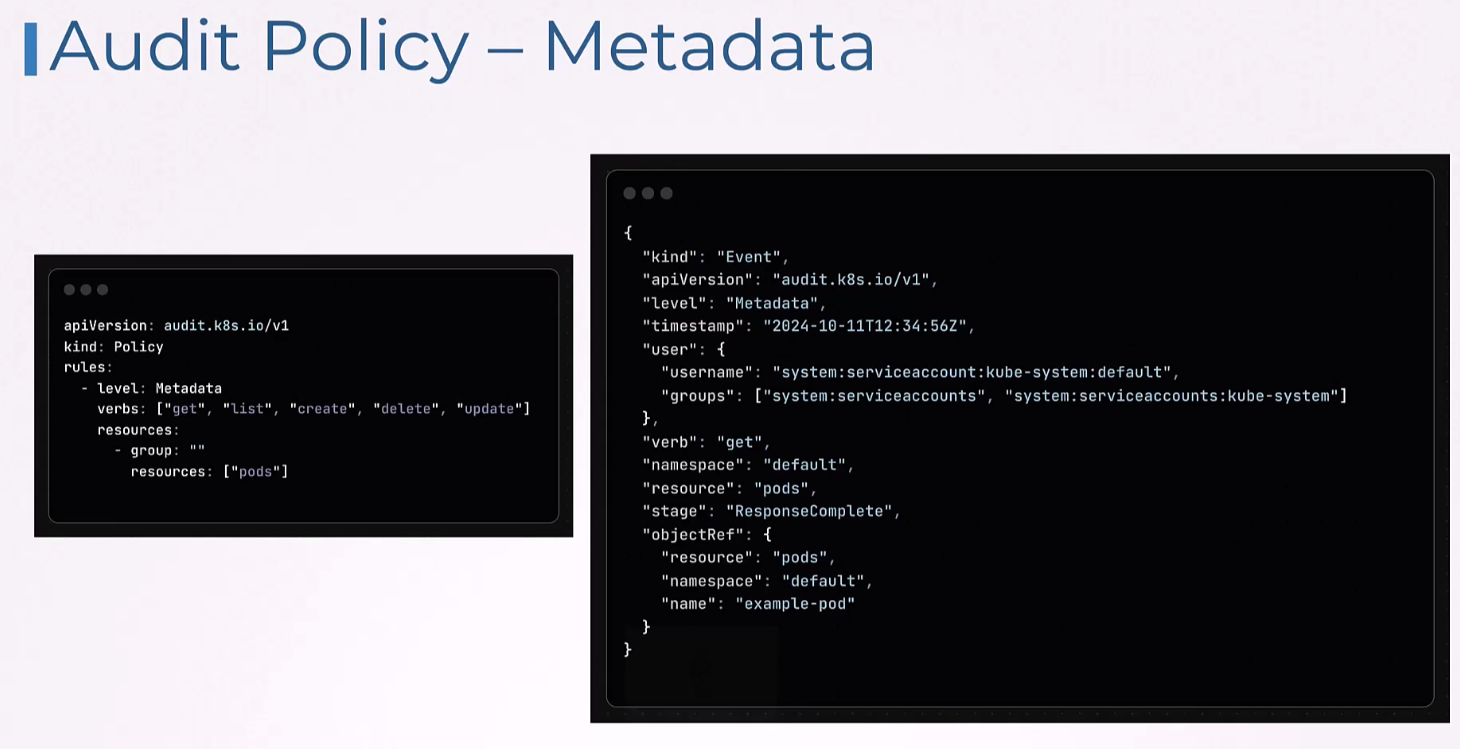 Audit Policy – Metadata
apiVersion: audit.k8s.io/v1
kind: Policy
rules:
  - level: Metadata
    verbs: ["get", "list", "create", "delete", "update"]
    resources:
      - group: ""
        resources: ["pods"]
{
  "kind": "Event",
  "apiVersion": "audit.k8s.io/v1",
  "level": "Metadata",
  "timestamp": "2024-10-11T12:34:56Z",
  "user": {
    "username": "system:serviceaccount:kube-system:default",
    "groups": ["system:serviceaccounts", "system:serviceaccounts:kube-system"]
  },
  "verb": "get",
  "namespace": "default",
  "resource": "pods",
  "stage": "ResponseComplete",
  "objectRef": {
    "resource": "pods",
    "namespace": "default",
    "name": "example-pod"
  }
}